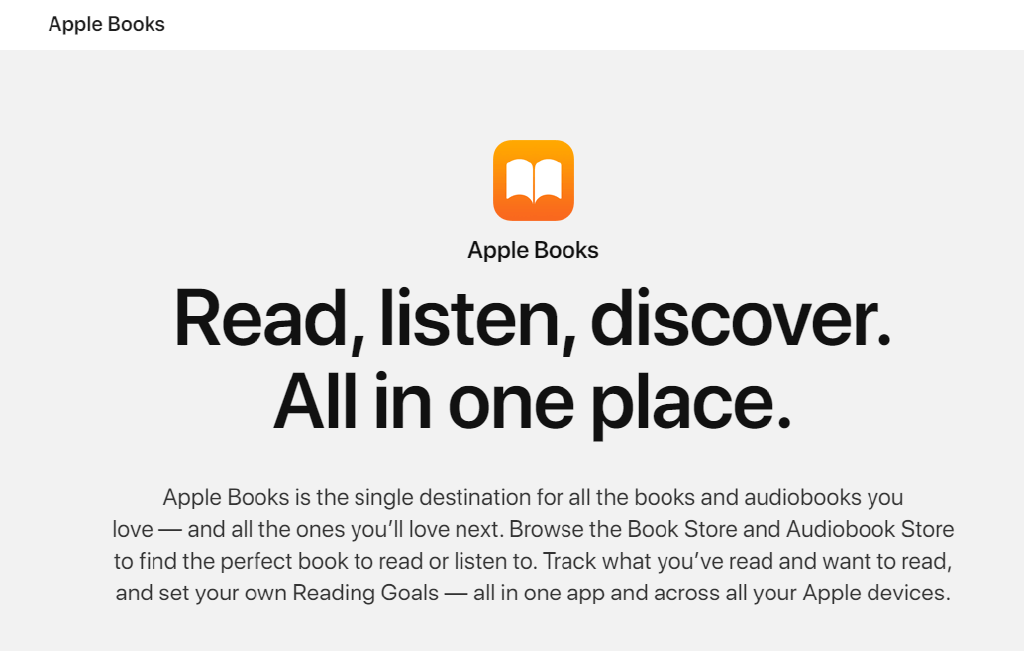 Apple Books
Apple Books
Read, listen, discover.
All in one place.
Apple Books is the single destination for all the books and audiobooks you
love — and all the ones you’ll love next. Browse the Book Store and Audiobook Store
to find the perfect book to read or listen to. Track what you’ve read and want to read,
and set your own Reading Goals — all in one app and across all your Apple devices.